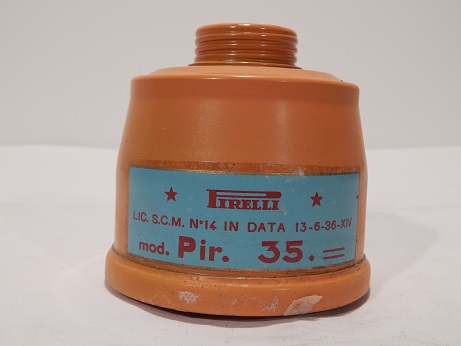 PIRELLI
LIC. S.C.M. N°14 IN DATA 13-6-36-XIV
mod. Pir. 35.=